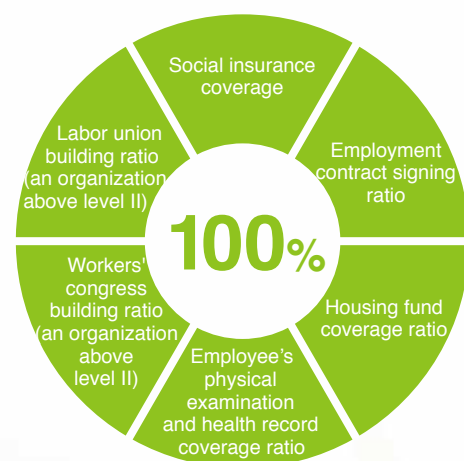 Social insurance
coverage
Employment
contract signing
ratio
Housing fund
coverage ratio
Employee’s
physical
examination
and health record
coverage ratio
Workers'
congress
building ratio
(an organization
above
level II)
Labor union
building ratio
(an organization
above level II)
100%